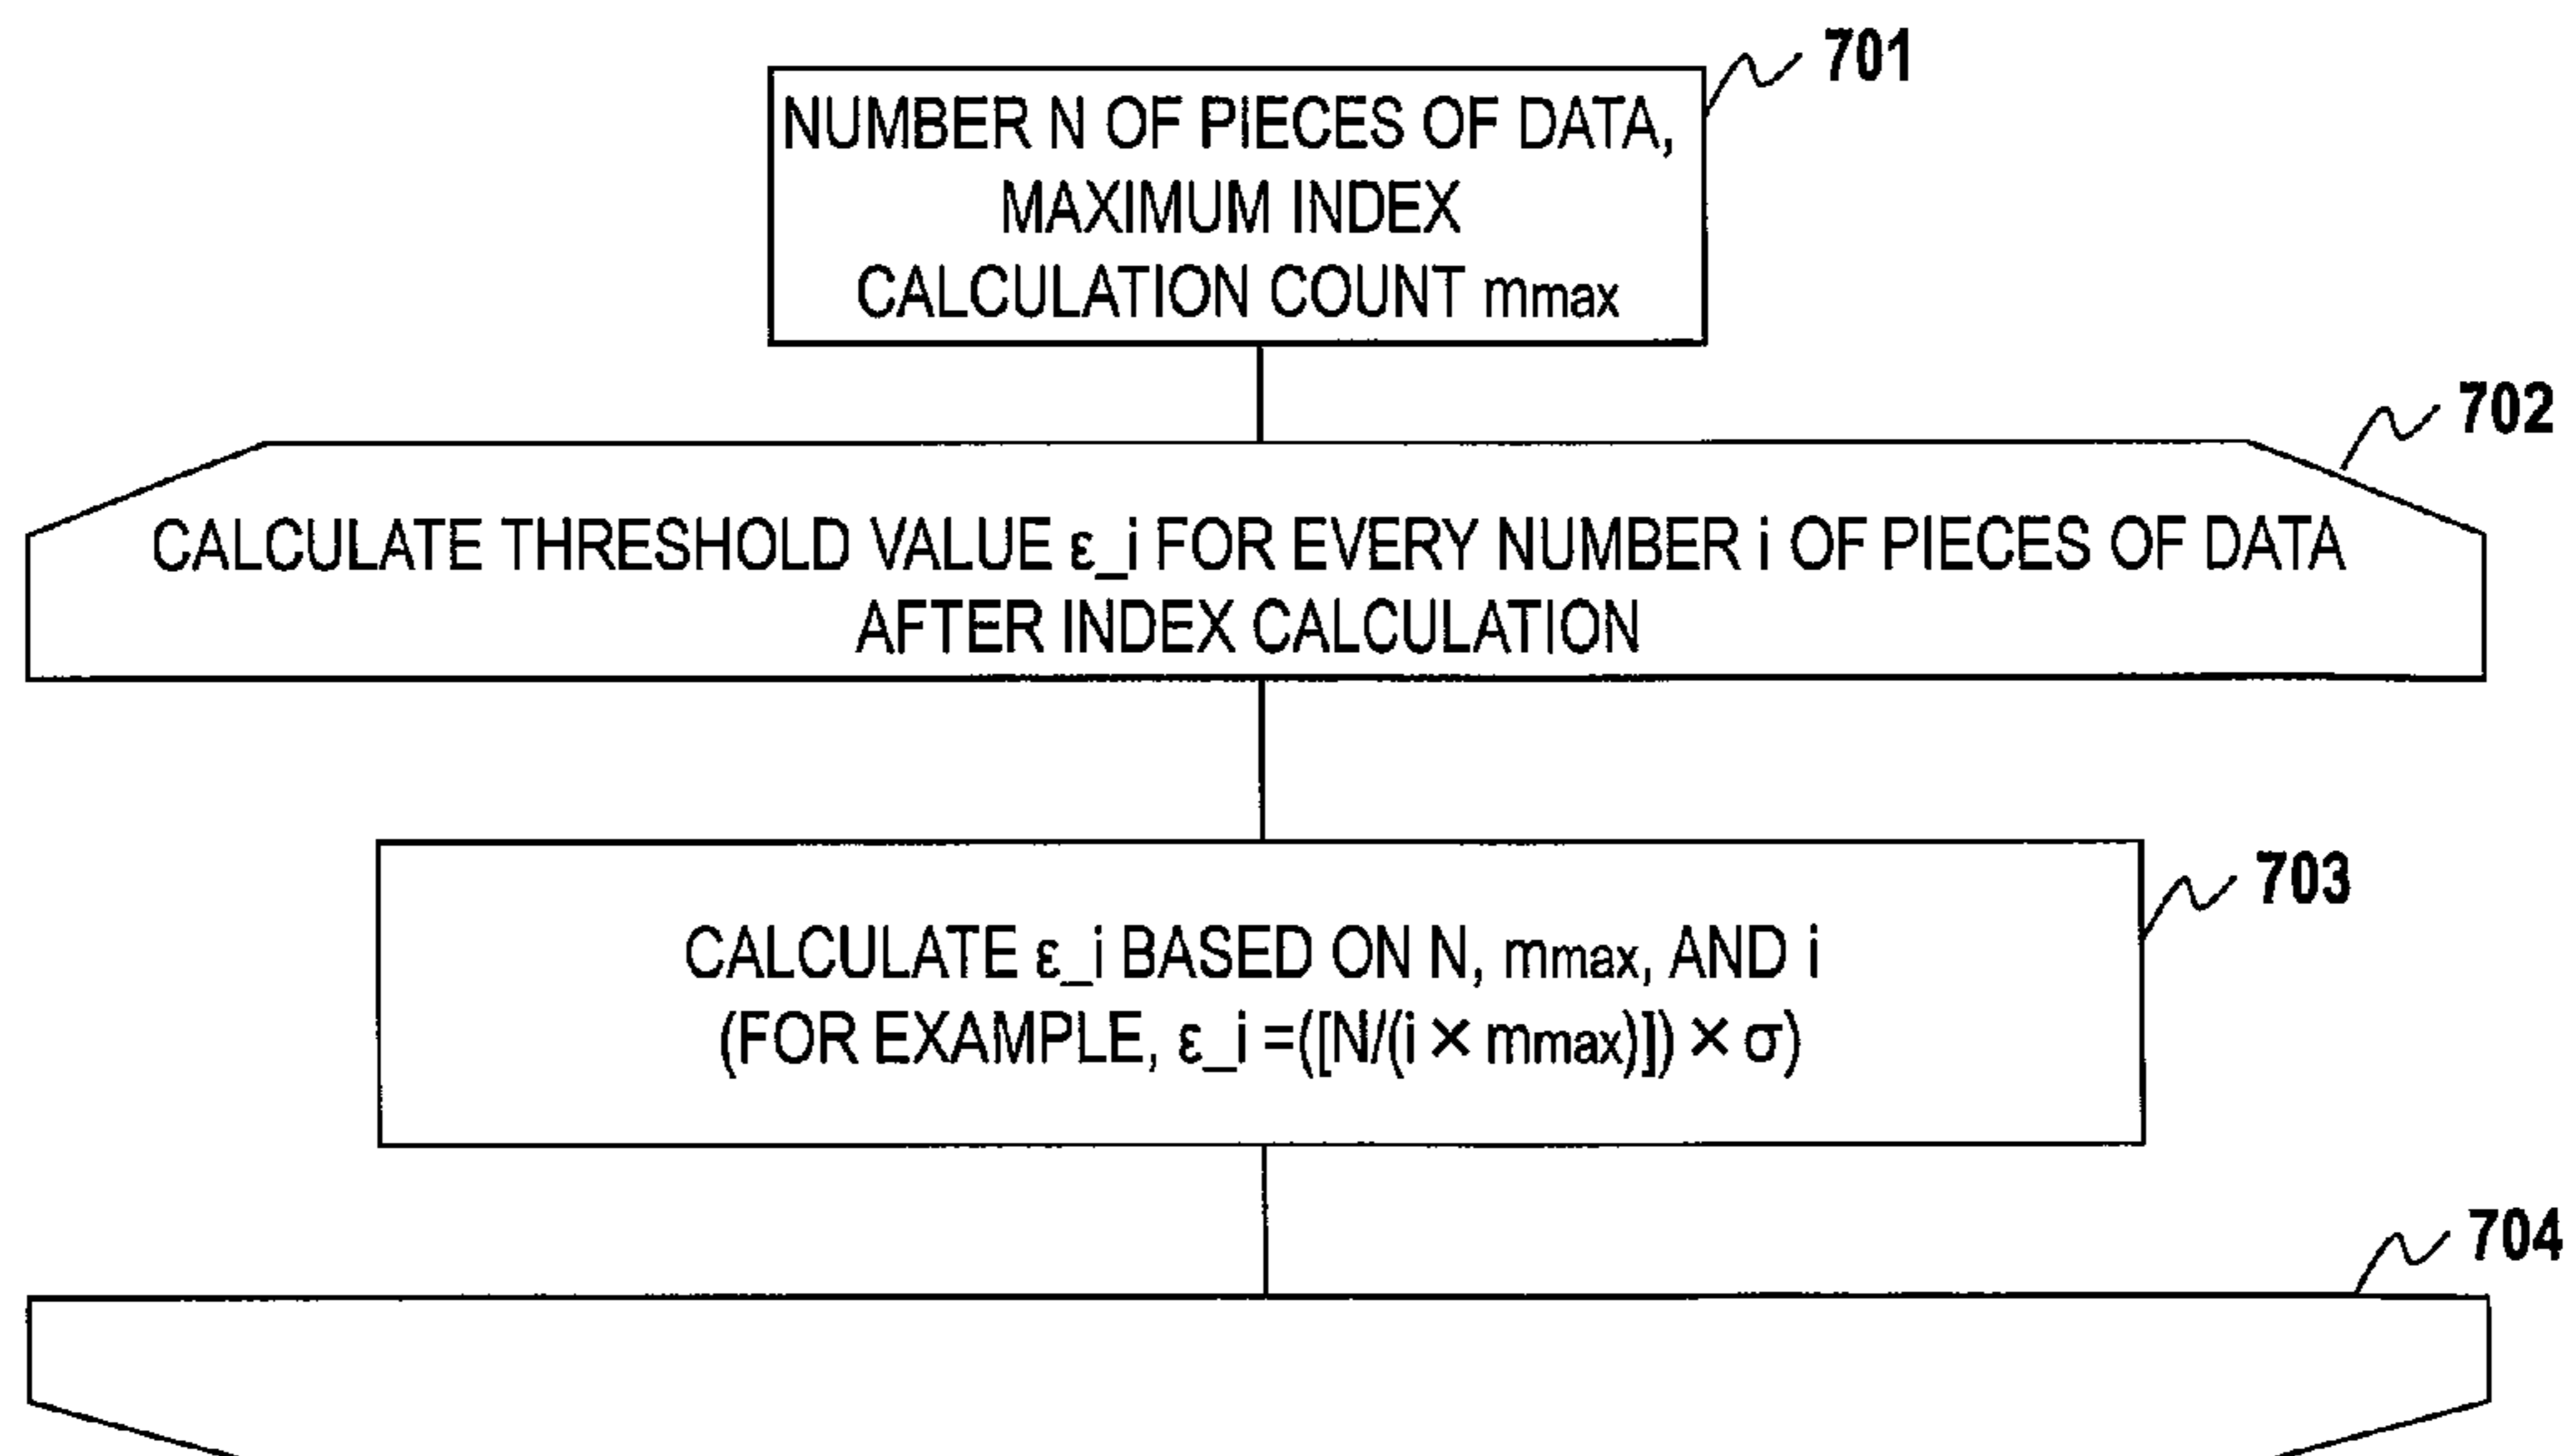 701
NUMBER N OF PIECES OF DATA,
MAXIMUM INDEX
CALCULATION COUNT mmax
702
CALCULATE THRESHOLD VALUE ε_i FOR EVERY NUMBER i OF PIECES OF DATA
AFTER INDEX CALCULATION
703
CALCULATE ε_i BASED ON N, mmax, AND i
(FOR EXAMPLE, ε_i =([N/(i × mmax)]) × σ)
704